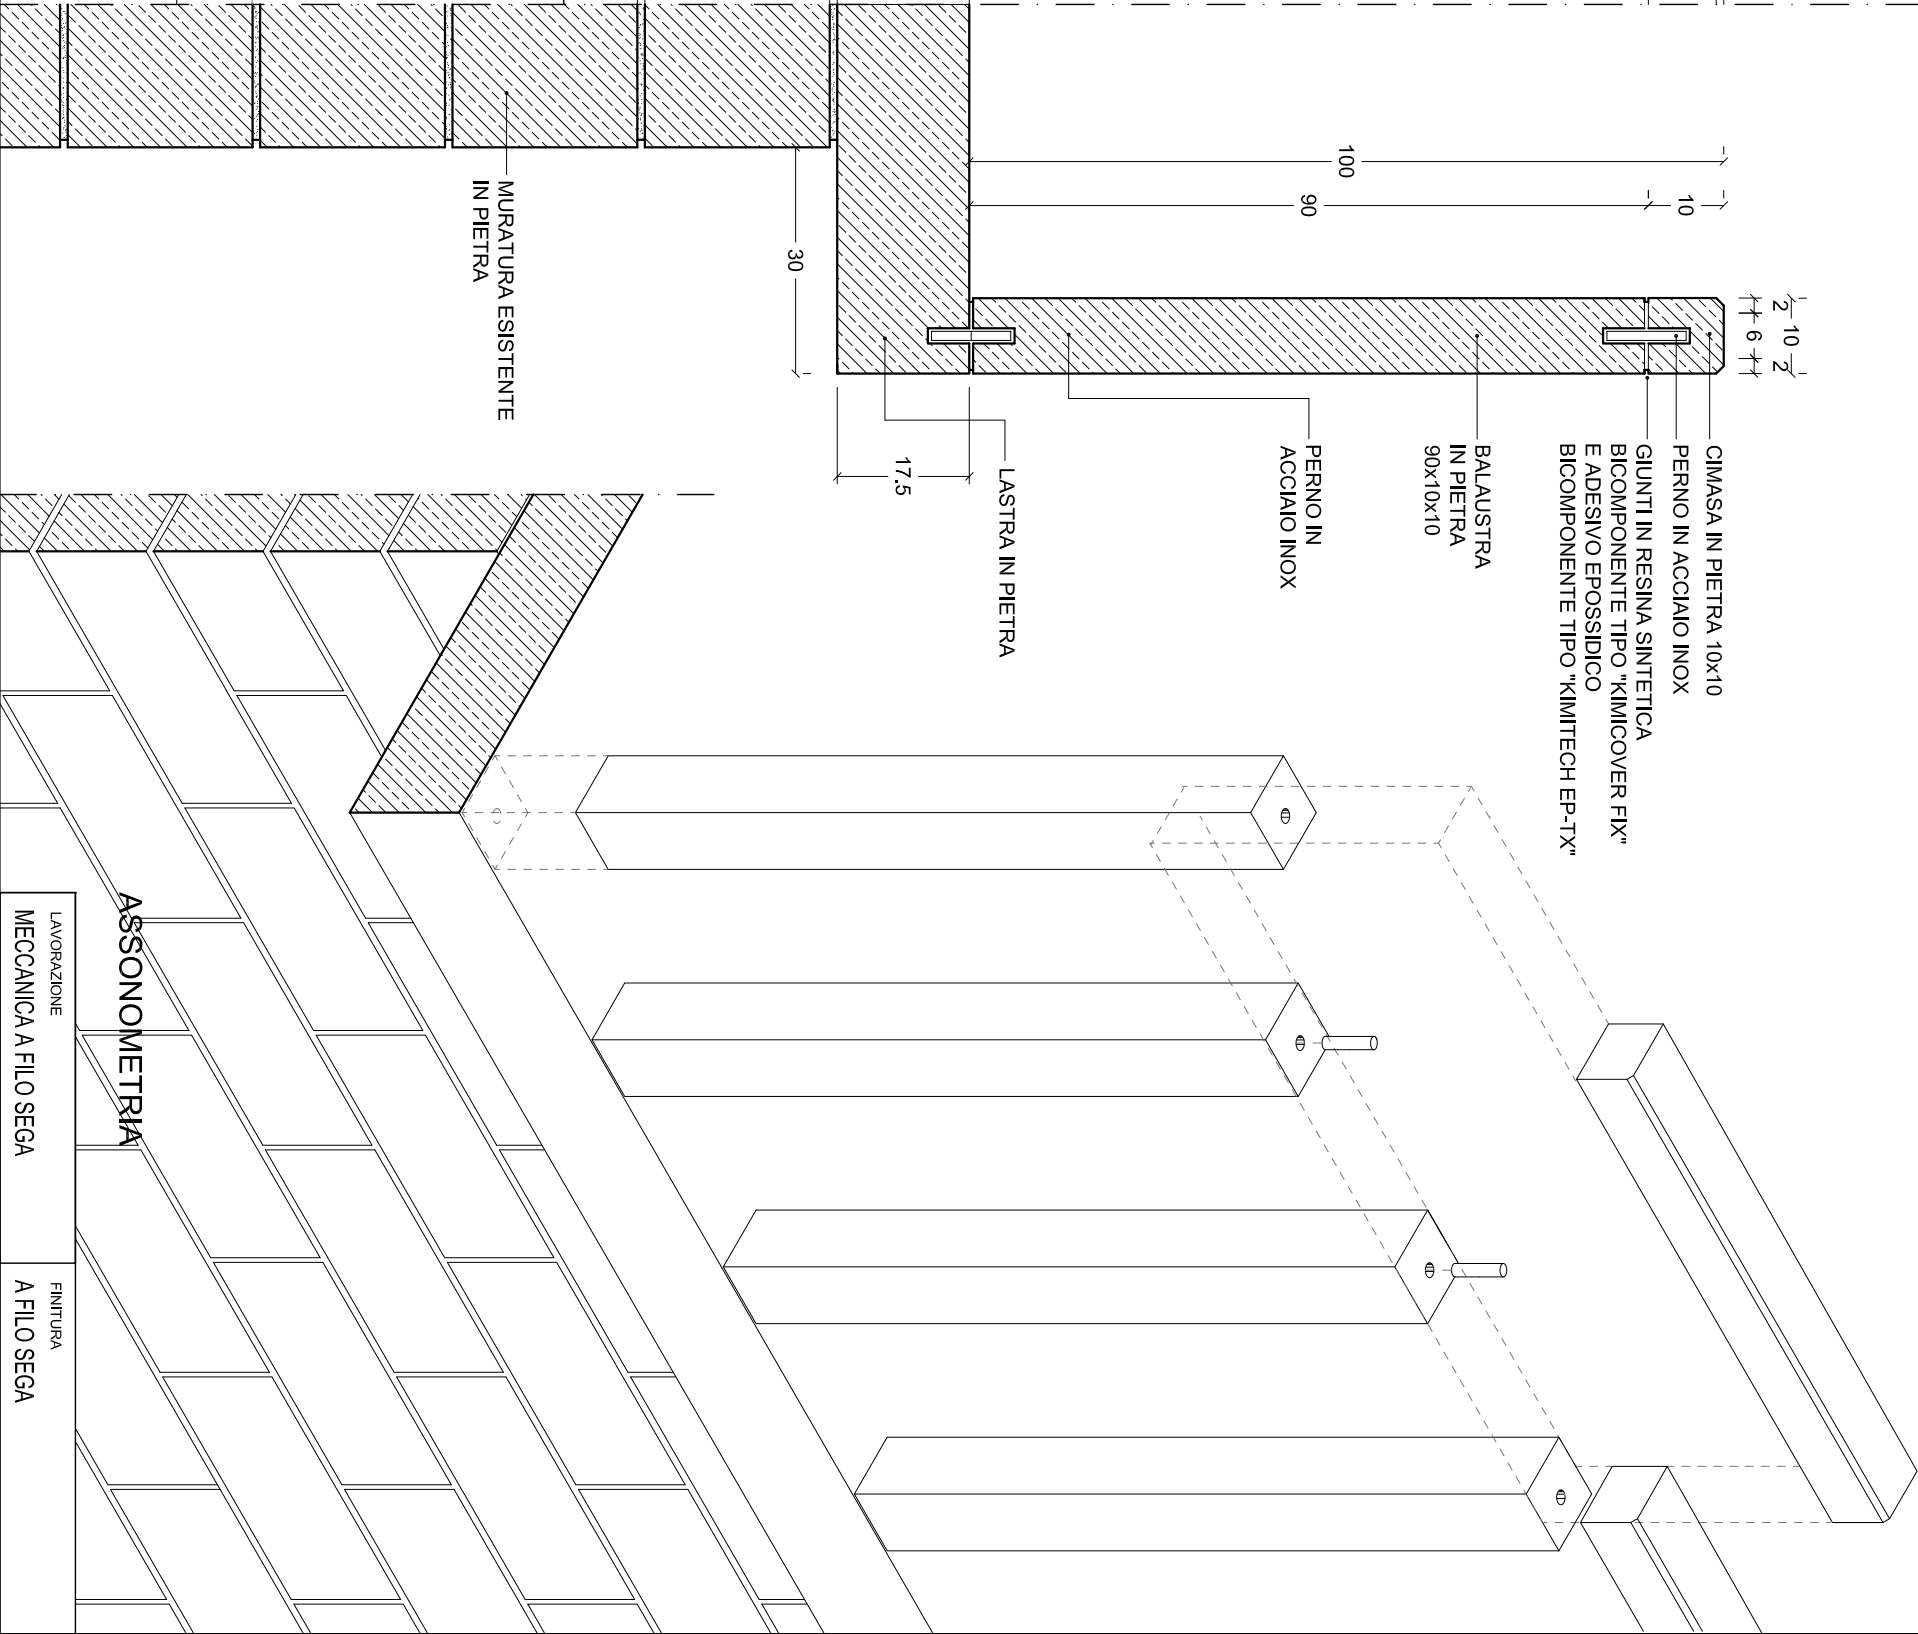 2
10
2
6
100
10
90
CIMASA IN PIETRA 10x10
PERNO IN ACCIAIO INOX
GIUNTI IN RESINA SINTETICA
BICOMPONENTE TIPO "KIMICOVER FIX"
E ADESIVO EPOSSIDICO
BICOMPONENTE TIPO "KIMITECH EP-TX"
BALAUSTRA
IN PIETRA
90x10x10
PERNO IN
ACCIAIO INOX
LASTRA IN PIETRA
17.5
30
MURATURA ESISTENTE
IN PIETRA
ASSONOMETRIA
LAVORAZIONE
MECCANICA A FILO SEGA
FINITURA
A FILO SEGA